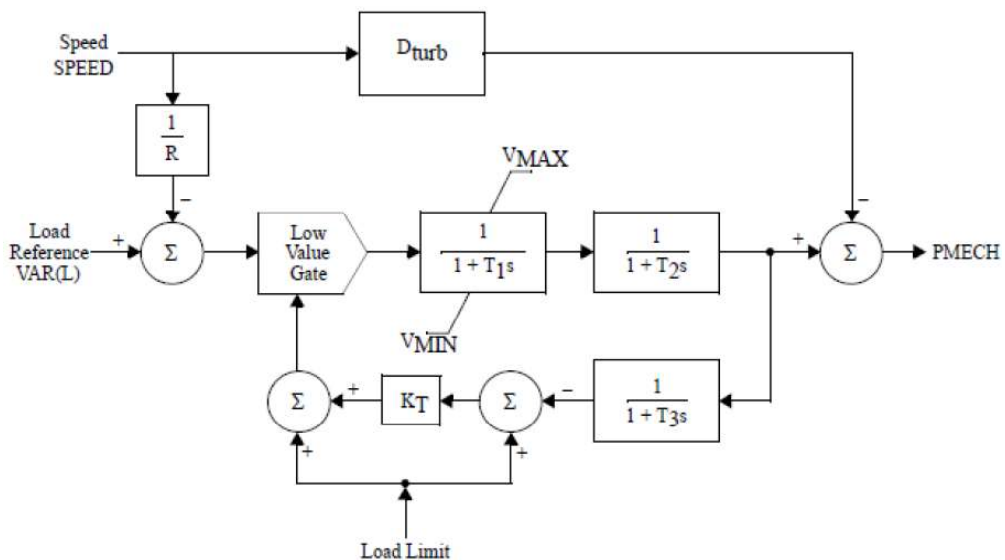 Speed
SPEED
Dturb
1
R
−
VMAX
Load
Reference
VAR(L)
+
Σ
Low
Value
Gate
1
1 + T1s
1
1 + T2s
+
−
Σ
PMECH
VMIN
Σ
+
KT
Σ
−
1
1 + T3s
+
+
Load Limit